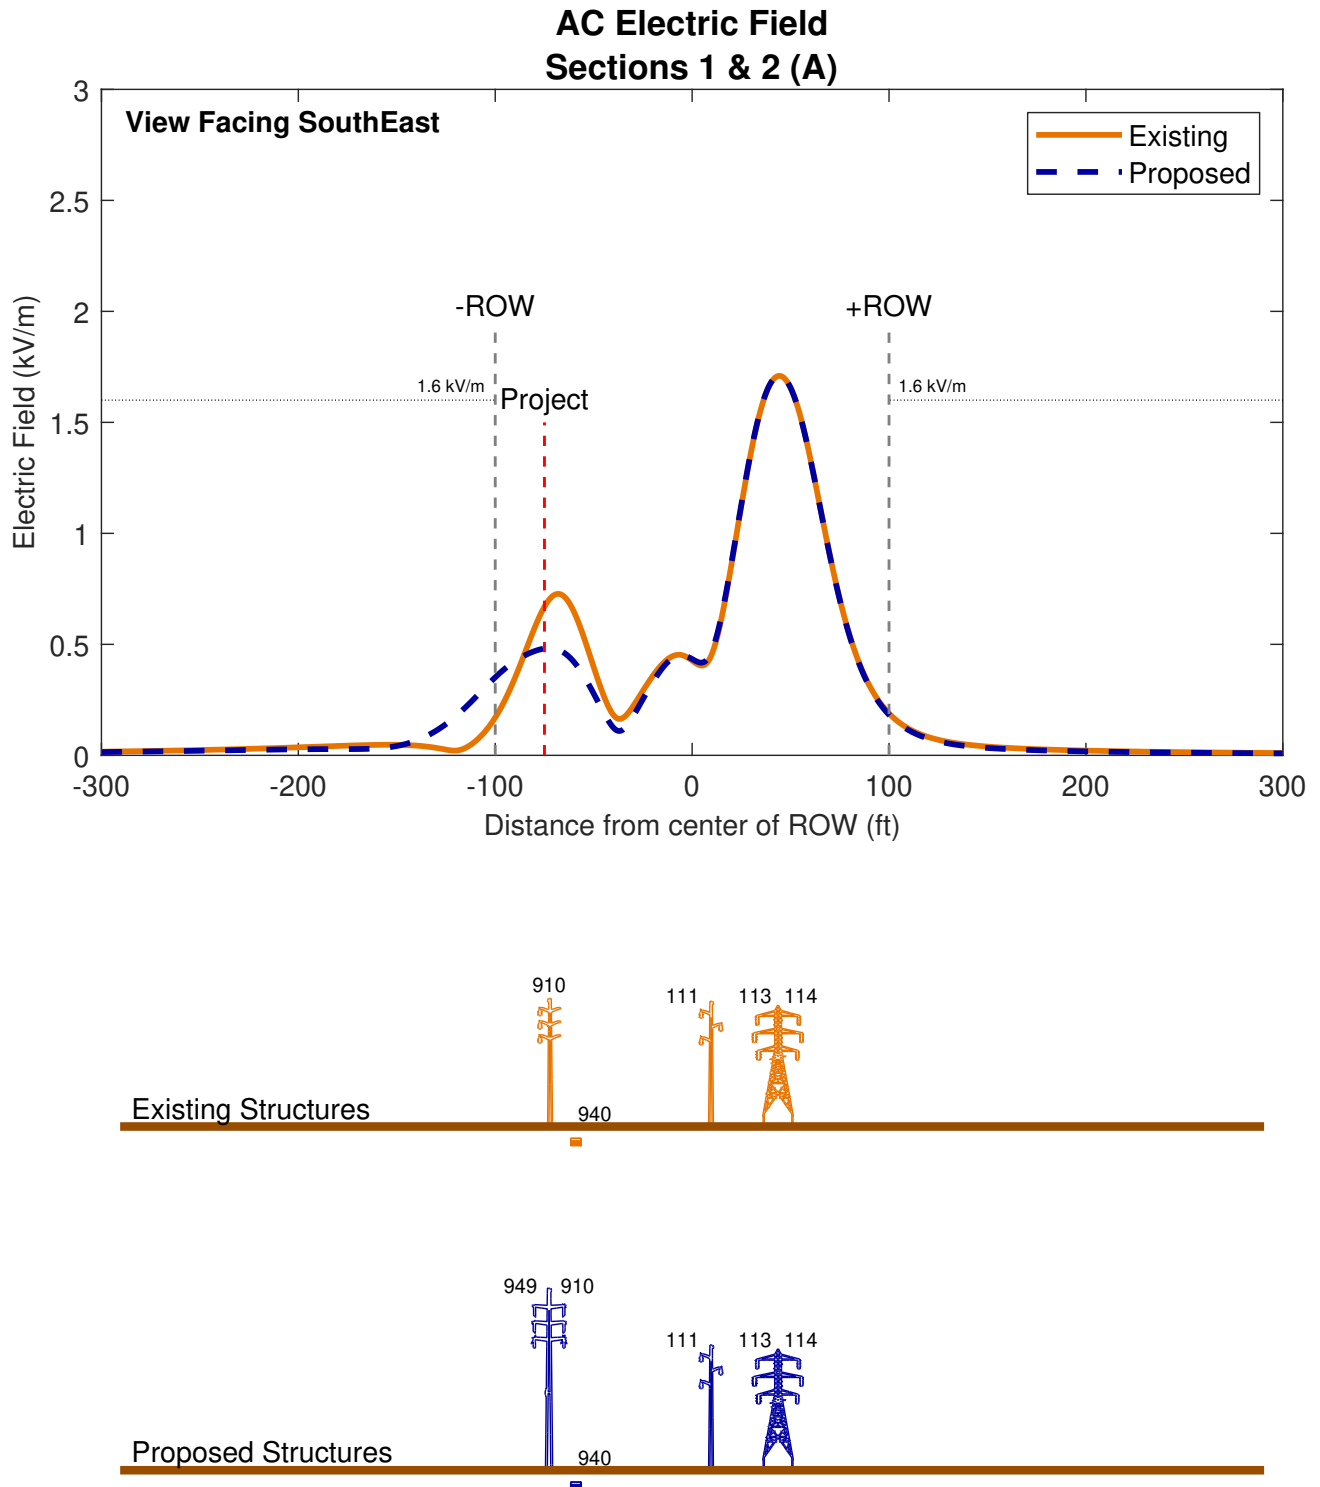 AC Electric Field
Sections 1 & 2 (A)
View Facing SouthEast
Existing
Proposed
3
2.5
2
1.5
1
0.5
0
Electric Field (kV/m)
-ROW
+ROW
1.6 kV/m
Project
1.6 kV/m
-300
-200
-100
0
100
200
300
Distance from center of ROW (ft)
910
111
113
114
Existing Structures
940
949
910
111
113
114
Proposed Structures
940